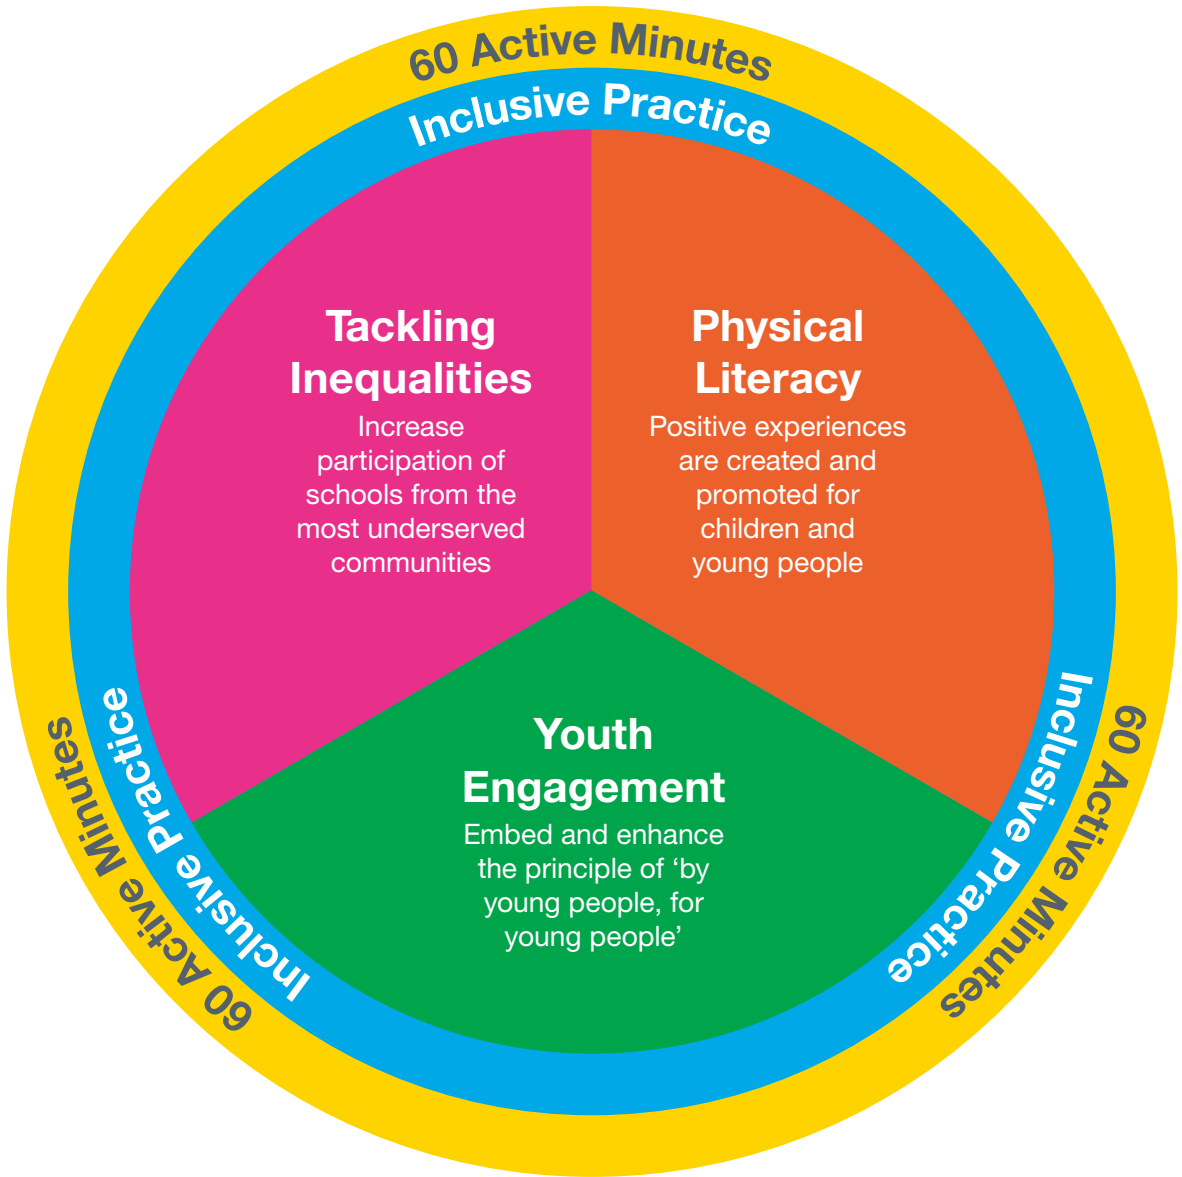 60 Active Minutes
Inclusive Practice
Tackling
Inequalities
Increase
participation of
schools from the
most underserved
communities
Physical
Literacy
Positive experiences
are created and
promoted for
children and
young people
Youth
Engagement
Embed and enhance
the principle of ‘by
young people, for
young people’
Inclusive Practice
60 Active Minutes
Inclusive Practice
60 Active Minutes